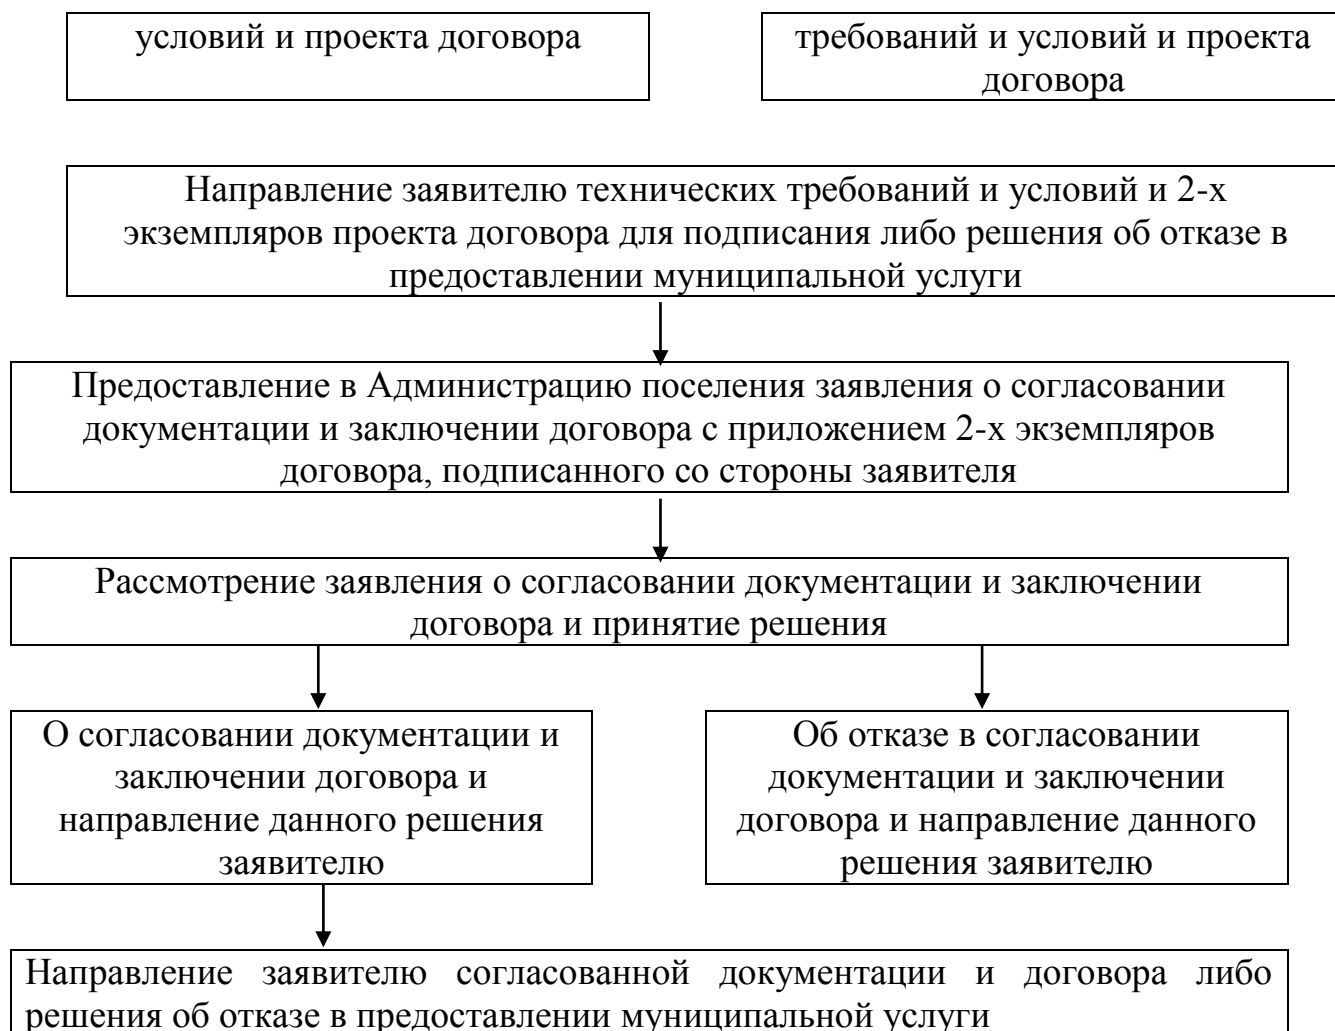 условий и проекта договора
требований и условий и проекта
договора
Направление заявителю технических требований и условий и 2-х
экземпляров проекта договора для подписания либо решения об отказе в
предоставлении муниципальной услуги
Предоставление в Администрацию поселения заявления о согласовании
документации и заключении договора с приложением 2-х экземпляров
договора, подписанного со стороны заявителя
Рассмотрение заявления о согласовании документации и заключении
договора и принятие решения
О согласовании документации и
заключении договора и
направление данного решения
заявителю
Об отказе в согласовании
документации и заключении
договора и направление данного
решения заявителю
Направление заявителю согласованной документации и договора либо
решения об отказе в предоставлении муниципальной услуги